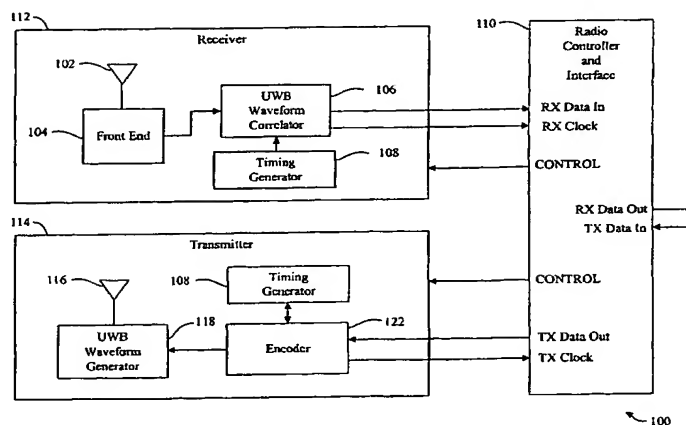 112
Receiver
102
106
UWB
Waveform
Correlator
104
Front End
108
Timing
Generator
110
Radio
Controller
and
Interface
RX Data In
RX Clock
CONTROL
RX Data Out
TX Data In
CONTROL
TX Data Out
TX Clock
114
Transmitter
116
108
Timing
Generator
118
122
UWB
Waveform
Generator
Encoder
100